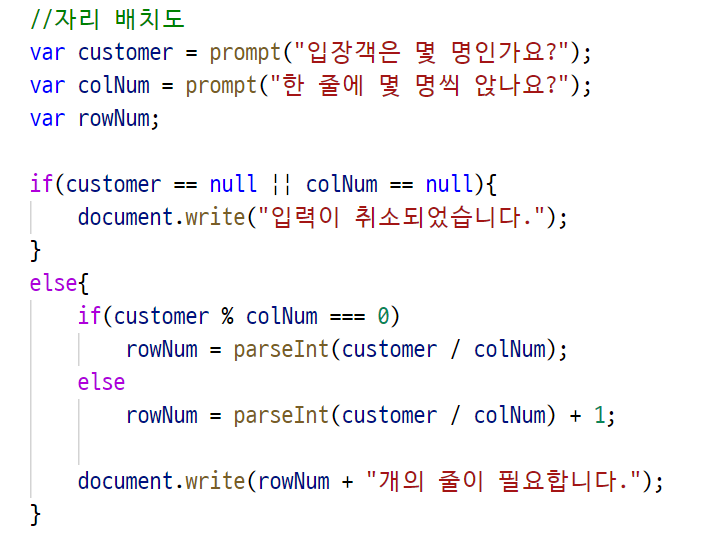 //자리 배치도
var customer = prompt("입장객은 몇 명인가요?");
var colNum = prompt("한 줄에 몇 명씩 앉나요?");
var rowNum;
if(customer == null || colNum == null){
    document.write("입력이 취소되었습니다.");
}
else{
    if(customer % colNum === 0)
        rowNum = parseInt(customer / colNum);
    else
        rowNum = parseInt(customer / colNum) + 1;
    document.write(rowNum + "개의 줄이 필요합니다.");
}